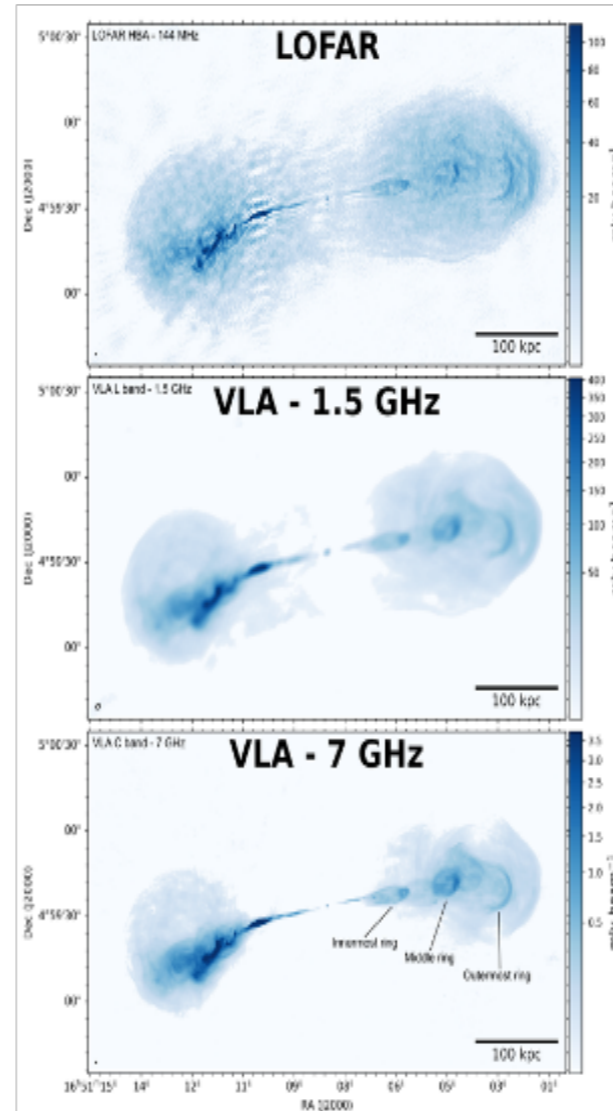 LOFAR HBA - 144 MHz
LOFAR
5°00'30"
00"
4°59'30"
00"
Dec (J2000)
100
80
60
40
20
100 kpc
VLA L band - 1.5 GHz
VLA - 1.5 GHz
5°00'30"
00"
4°59'30"
00"
Dec (J2000)
400
350
300
250
200
150
100
50
100 kpc
VLA C band - 7 GHz
VLA - 7 GHz
5°00'30"
00"
4°59'30"
00"
Dec (J2000)
3.5
3.0
2.5
2.0
1.5
1.0
0.5
Innermost ring
Middle ring
Outermost ring
100 kpc
16ʰ51ᵐ15ˢ 14ˢ 12ˢ 11ˢ 09ˢ 08ˢ 06ˢ 05ˢ 03ˢ 01ˢ
RA (J2000)